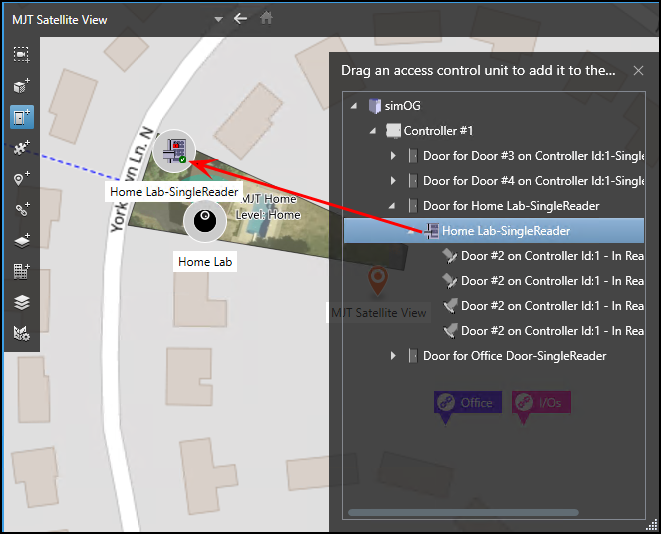 MJT Satellite View
Drag an access control unit to add it to the...
simOG
Controller #1
Door for Door #3 on Controller Id:1-Singl
Door for Door #4 on Controller Id:1-Singl
Door for Home Lab-SingleReader
Home Lab-SingleReader
Door #2 on Controller Id:1 - In Rea
Door #2 on Controller Id:1 - In Rea
Door #2 on Controller Id:1 - In Rea
Door #2 on Controller Id:1 - In Rea
Door for Office Door-SingleReader
Home Lab-SingleReader
MJT Home
Level: Home
Home Lab
MJT Satellite View
Office
I/Os
Ln. N